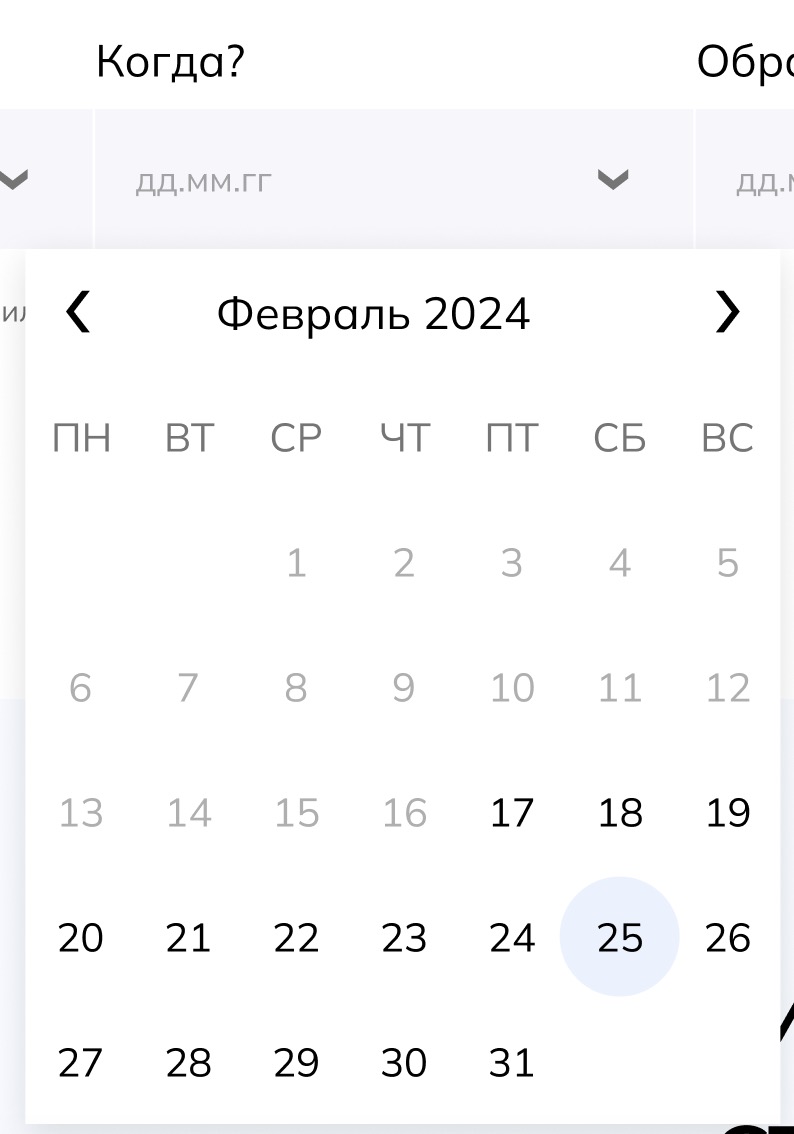 Когда?
дд.мм.гг
Февраль 2024
ПН ВТ СР ЧТ ПТ СБ ВС
1 2 3 4 5
6 7 8 9 10 11 12
13 14 15 16 17 18 19
20 21 22 23 24 25 26
27 28 29 30 31